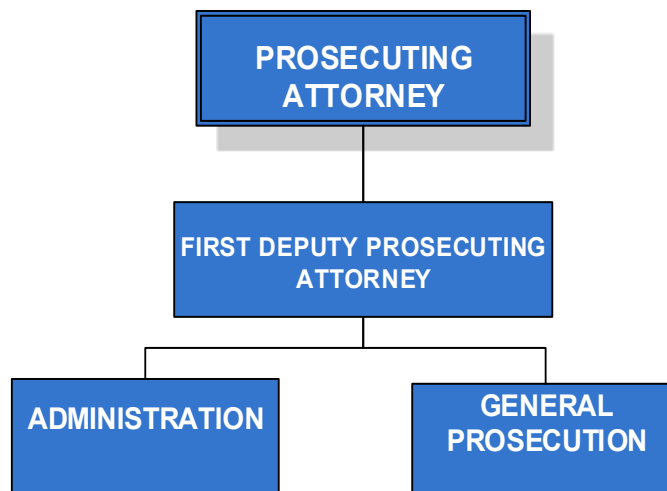 PROSECUTING
ATTORNEY
FIRST DEPUTY PROSECUTING
ATTORNEY
ADMINISTRATION
GENERAL
PROSECUTION